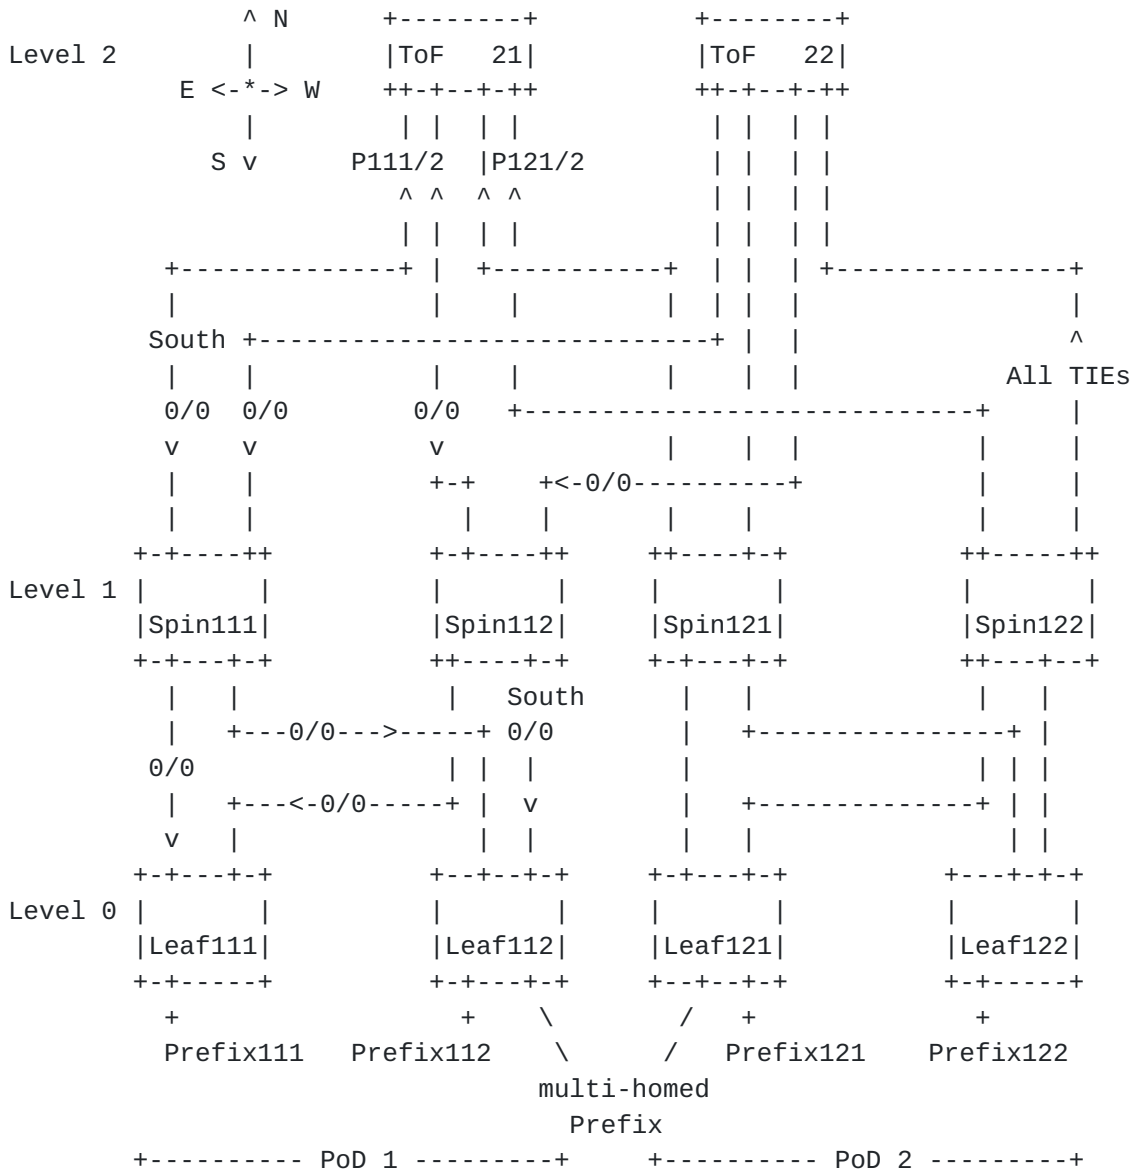 ^ N +--------+ +--------+
Level 2 | |ToF 21| |ToF 22|
E <-*-> W ++-+--+-++ ++-+--+-++
| | | | | | | | |
S v P111/2 |P121/2 | | | |
^ ^ ^ ^ | | | |
| | | | | | | |
+--------------+ | +-----------+ | | | +---------------+
| | | | | | | |
South +-----------------------------+ | | ^
| | | | | | | All TIEs
0/0 0/0 0/0 +-----------------------------+ |
v v v | | | | |
| | +-+ +<-0/0----------+ | |
| | | | | | | |
+-+----++ +-+----++ ++----+-+ ++-----++
Level 1 | | | | | | | |
|Spin111| |Spin112| |Spin121| |Spin122|
+-+---+-+ ++----+-+ +-+---+-+ ++---+--+
| | | South | | | |
| +---0/0--->-----+ 0/0 | +----------------+ |
0/0 | | | | | | |
| +---<-0/0-----+ | v | +--------------+ | |
v | | | | | | |
+-+---+-+ +--+--+-+ +-+---+-+ +---+-+-+
Level 0 | | | | | | | |
|Leaf111| |Leaf112| |Leaf121| |Leaf122|
+-+-----+ +-+---+-+ +--+--+-+ +-+-----+
+ + \ / + +
Prefix111 Prefix112 \ / Prefix121 Prefix122
multi-homed
Prefix
+---------- PoD 1 ---------+ +---------- PoD 2 ---------+